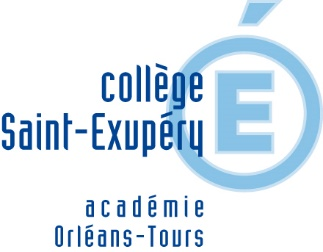 collège
Saint-Exupéry
É
académie
Orléans-Tours